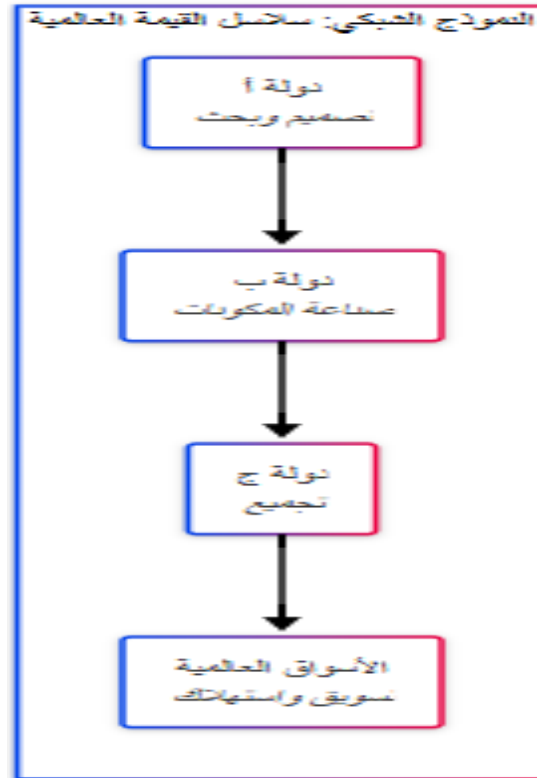 النموذج الشبكي: سلاسل القيمة العالمية
دولة أ
تصميم وبحث
دولة ب
صناعة المكونات
دولة ج
تجميع
الأسواق العالمية
تسويق واستهلاك